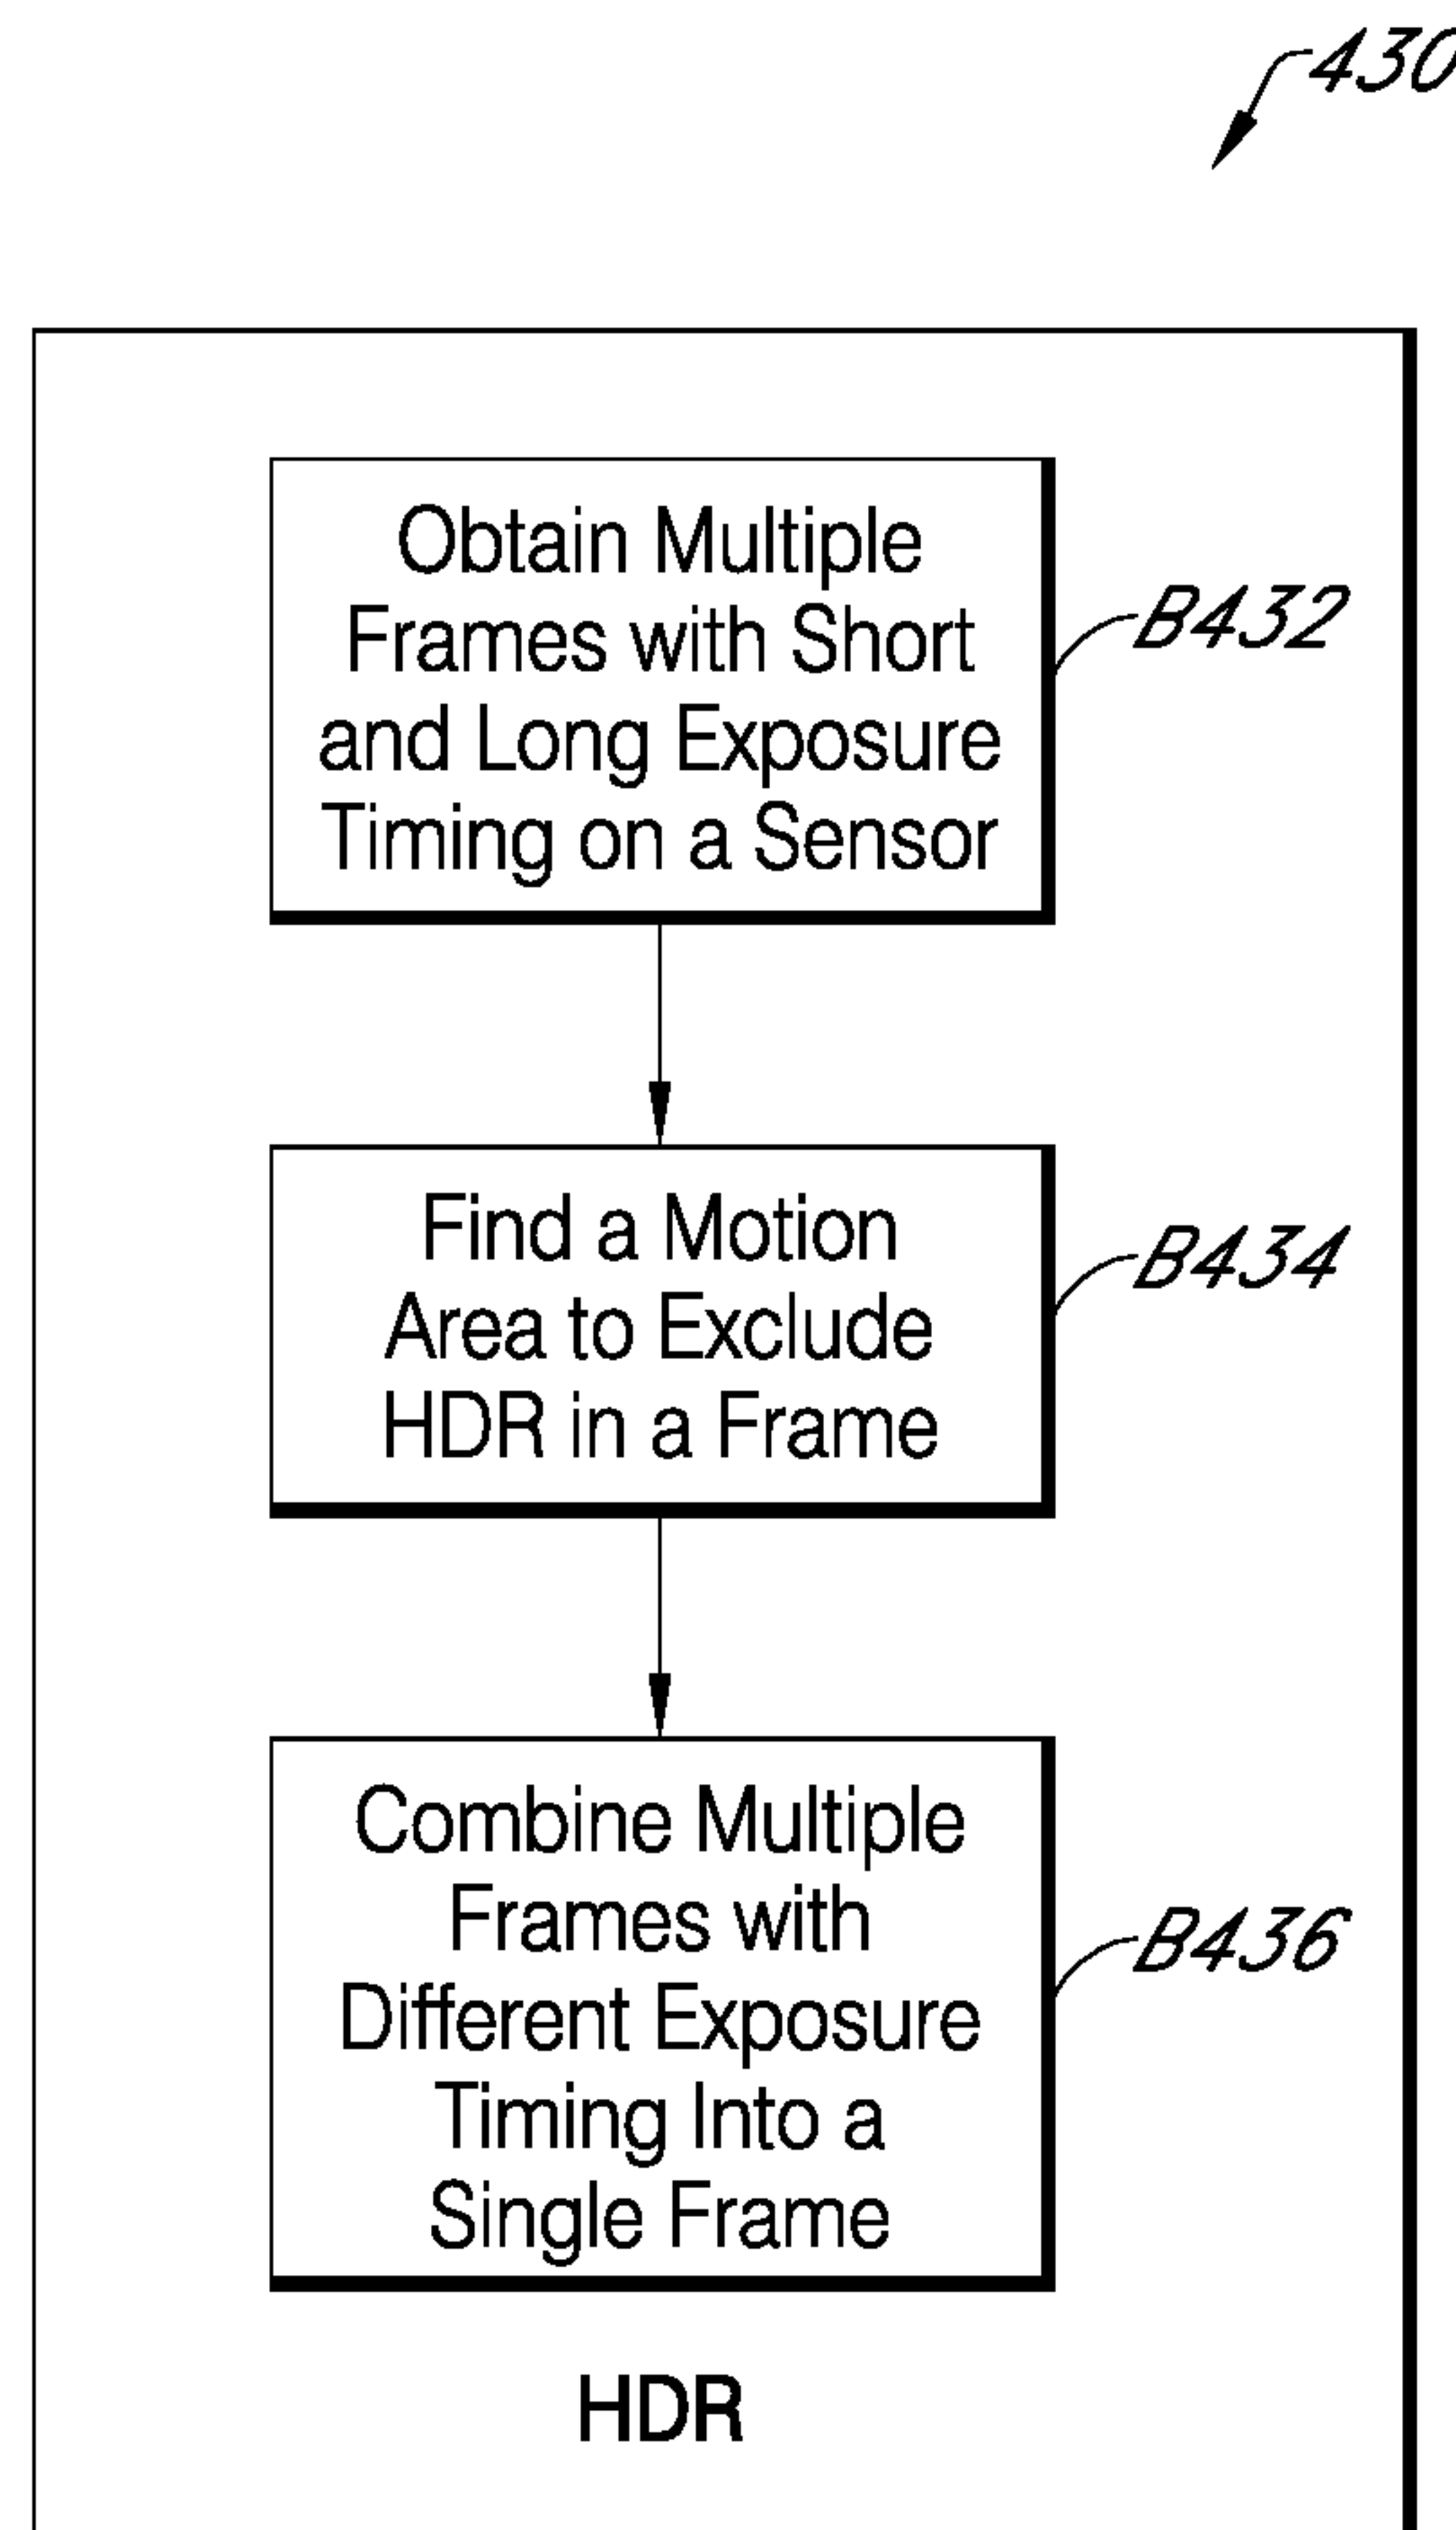 430
Obtain Multiple
Frames with Short
and Long Exposure
Timing on a Sensor
B432
Find a Motion
Area to Exclude
HDR in a Frame
B434
Combine Multiple
Frames with
Different Exposure
Timing Into a
Single Frame
B436
HDR